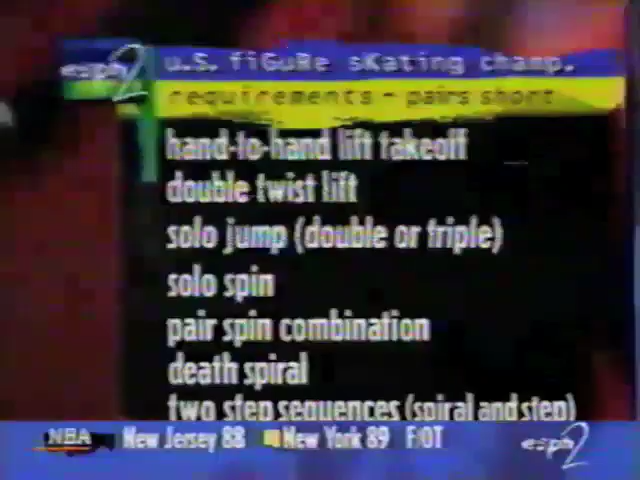 espn2
u.S. fiGuRe sKating champ.
requirements - pairs short
hand-to-hand lift takeoff
double twist lift
solo jump (double or triple)
solo spin
pair spin combination
death spiral
two step sequences (spiral and step)
NBA New Jersey 88 New York 89 F/OT espn2